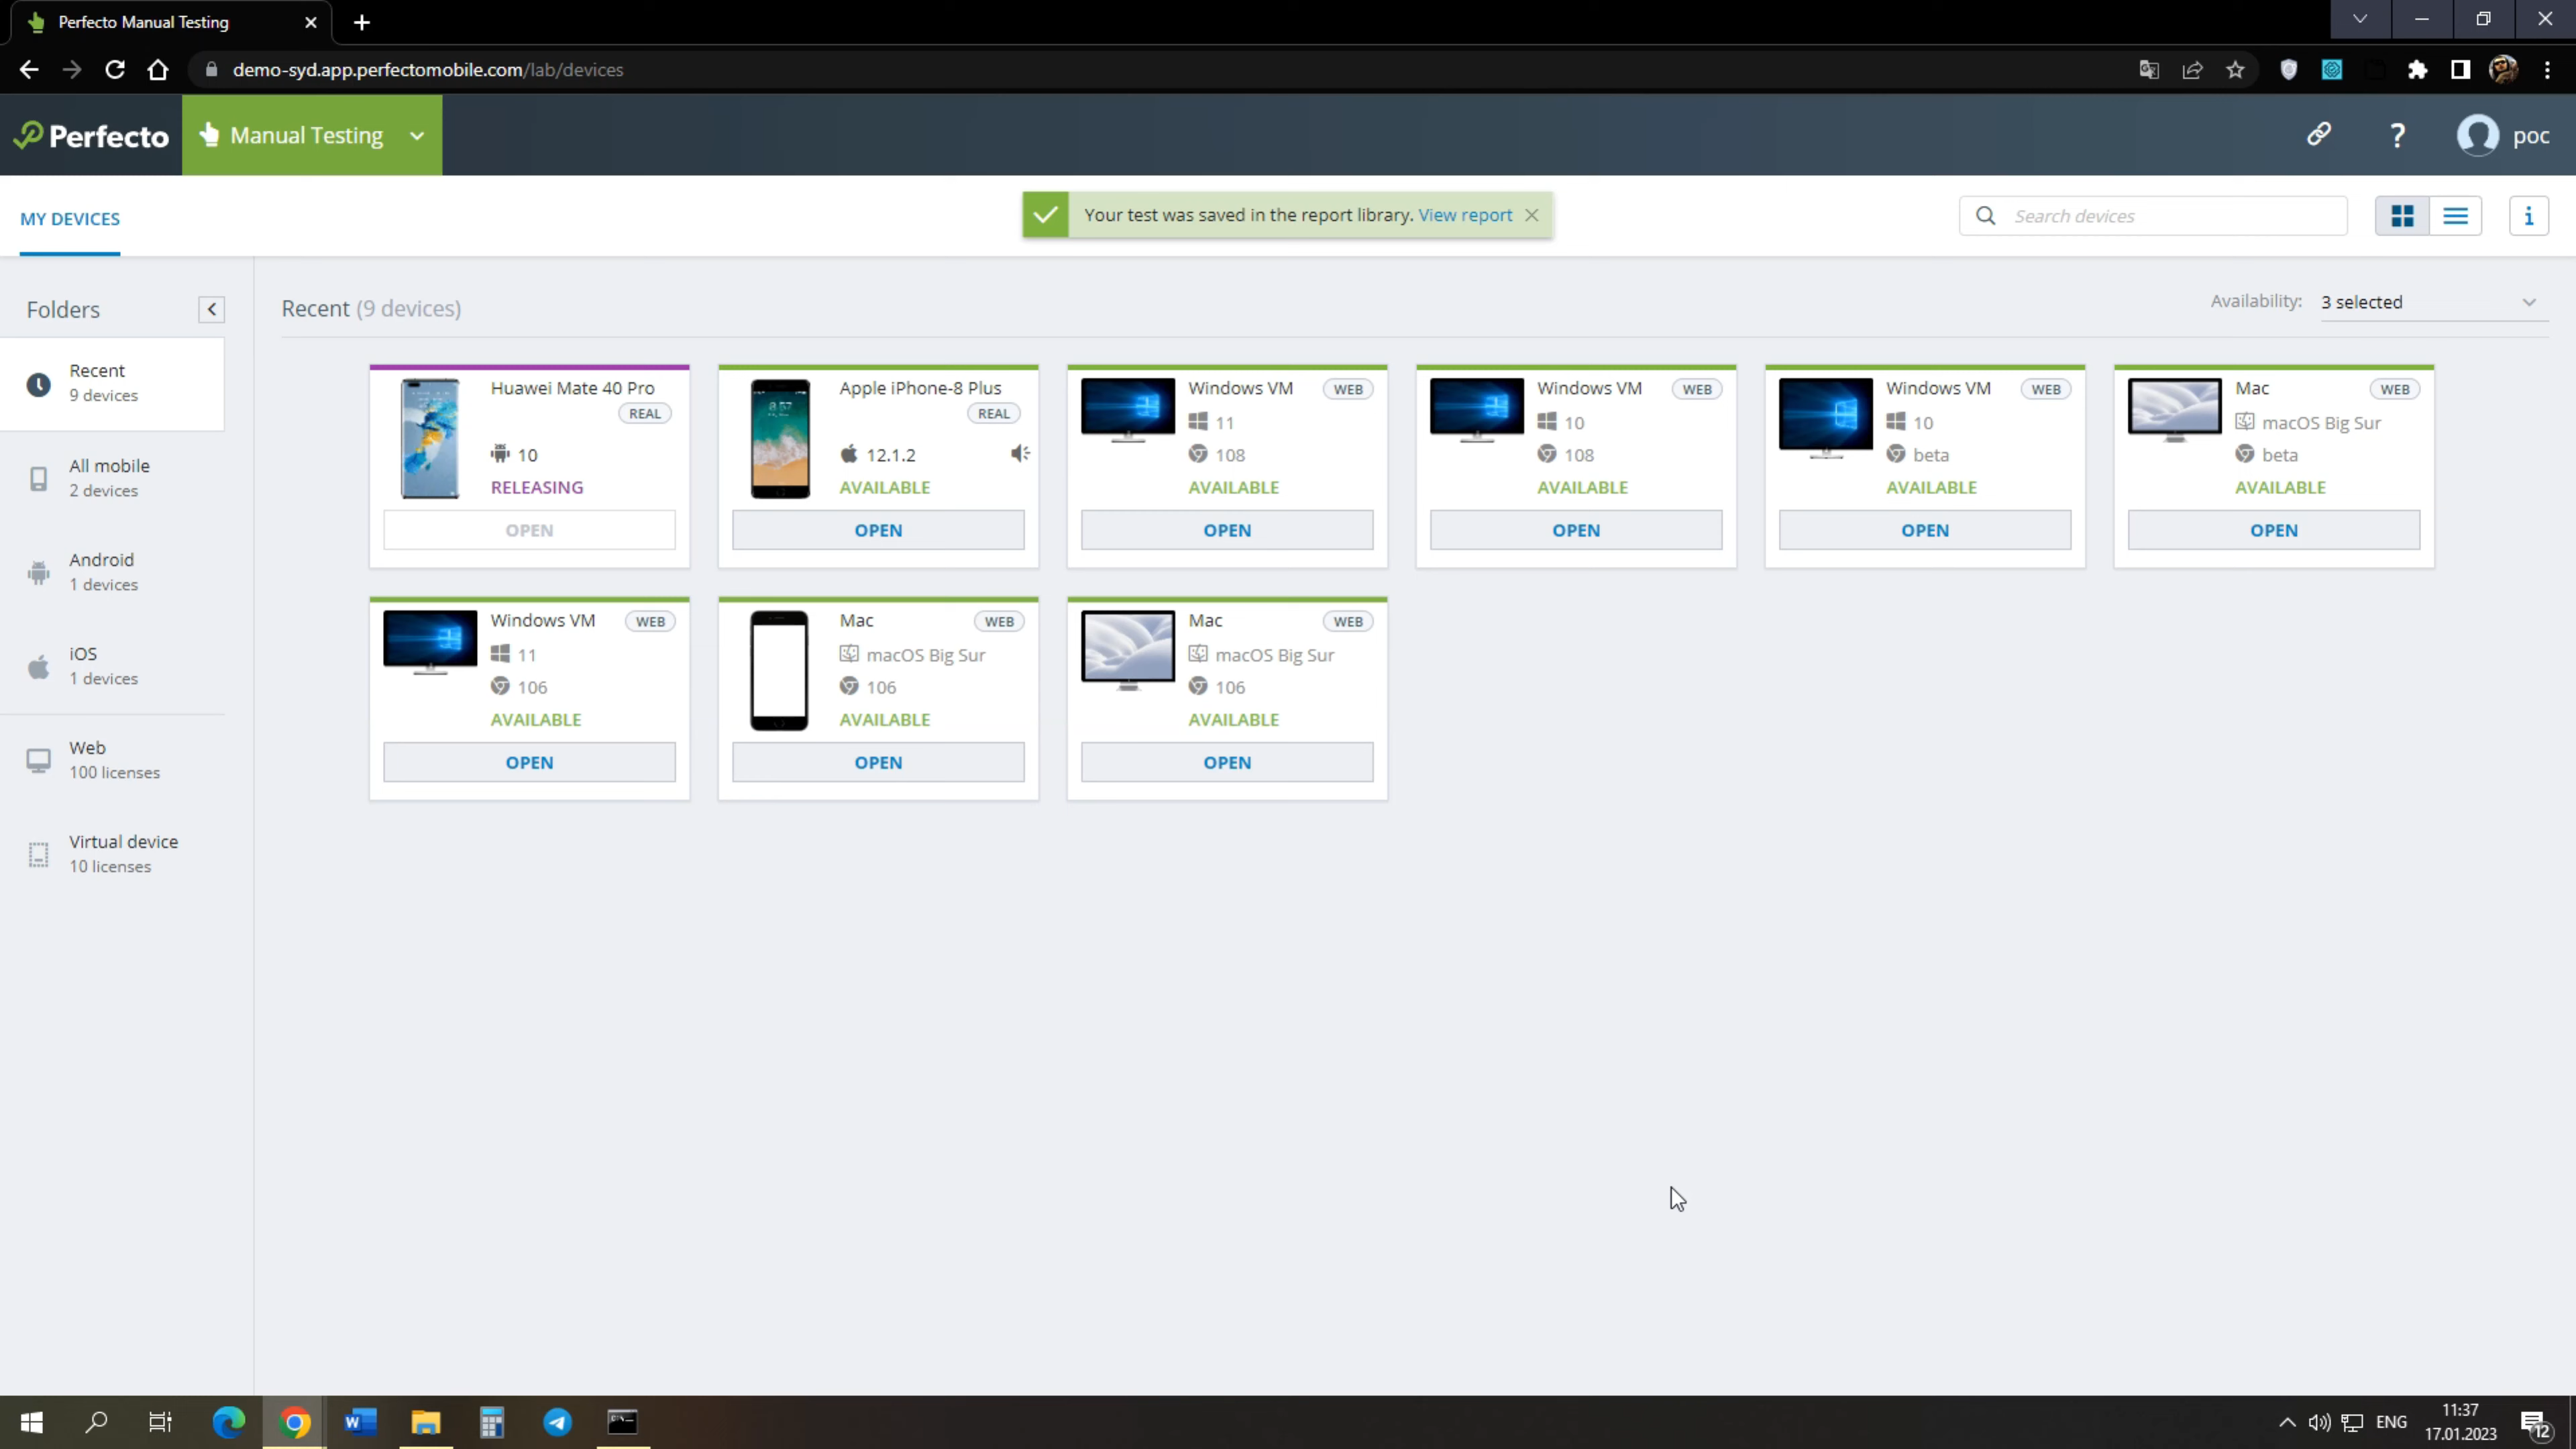 Perfecto Manual Testing
demo-syd.app.perfectomobile.com/lab/devices
Perfecto
Manual Testing
poc
MY DEVICES
Your test was saved in the report library. View report
Search devices
Folders
Recent (9 devices)
Availability: 3 selected
Recent
9 devices
All mobile
2 devices
Android
1 devices
iOS
1 devices
Web
100 licenses
Virtual device
10 licenses
Huawei Mate 40 Pro
REAL
10
RELEASING
OPEN
Apple iPhone-8 Plus
REAL
12.1.2
AVAILABLE
OPEN
Windows VM WEB
11
108
AVAILABLE
OPEN
Windows VM WEB
10
108
AVAILABLE
OPEN
Windows VM WEB
10
beta
AVAILABLE
OPEN
Mac WEB
macOS Big Sur
beta
AVAILABLE
OPEN
Windows VM WEB
11
106
AVAILABLE
OPEN
Mac WEB
macOS Big Sur
106
AVAILABLE
OPEN
Mac WEB
macOS Big Sur
106
AVAILABLE
OPEN
ENG
11:37
17.01.2023
12